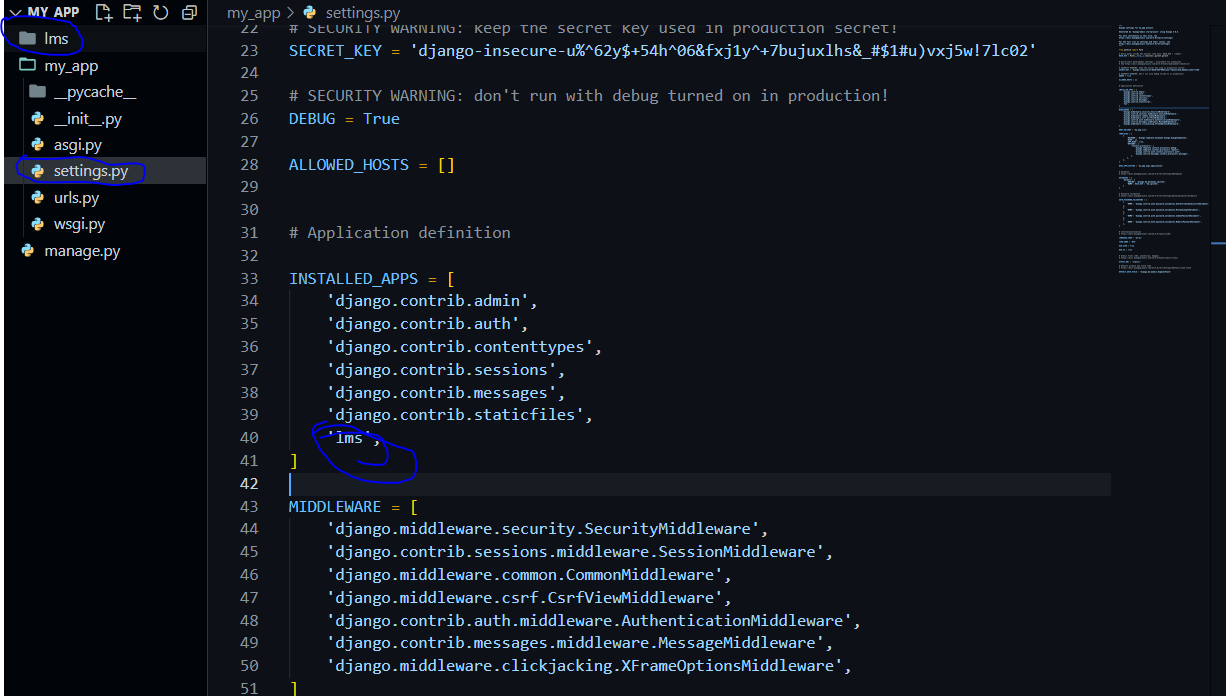 MY APP
lms
my_app
__pycache__
__init__.py
asgi.py
settings.py
urls.py
wsgi.py
manage.py
my_app > settings.py
22 # SECURITY WARNING: keep the secret key used in production secret!
23 SECRET_KEY = 'django-insecure-u%^62y$+54h^06&fxj1y^+7bujuxlhs&_#$1#u)vxj5w!7lc02'
24
25 # SECURITY WARNING: don't run with debug turned on in production!
26 DEBUG = True
27
28 ALLOWED_HOSTS = []
29
30
31 # Application definition
32
33 INSTALLED_APPS = [
34     'django.contrib.admin',
35     'django.contrib.auth',
36     'django.contrib.contenttypes',
37     'django.contrib.sessions',
38     'django.contrib.messages',
39     'django.contrib.staticfiles',
40     'lms',
41 ]
42
43 MIDDLEWARE = [
44     'django.middleware.security.SecurityMiddleware',
45     'django.contrib.sessions.middleware.SessionMiddleware',
46     'django.middleware.common.CommonMiddleware',
47     'django.middleware.csrf.CsrfViewMiddleware',
48     'django.contrib.auth.middleware.AuthenticationMiddleware',
49     'django.contrib.messages.middleware.MessageMiddleware',
50     'django.middleware.clickjacking.XFrameOptionsMiddleware',
51 ]